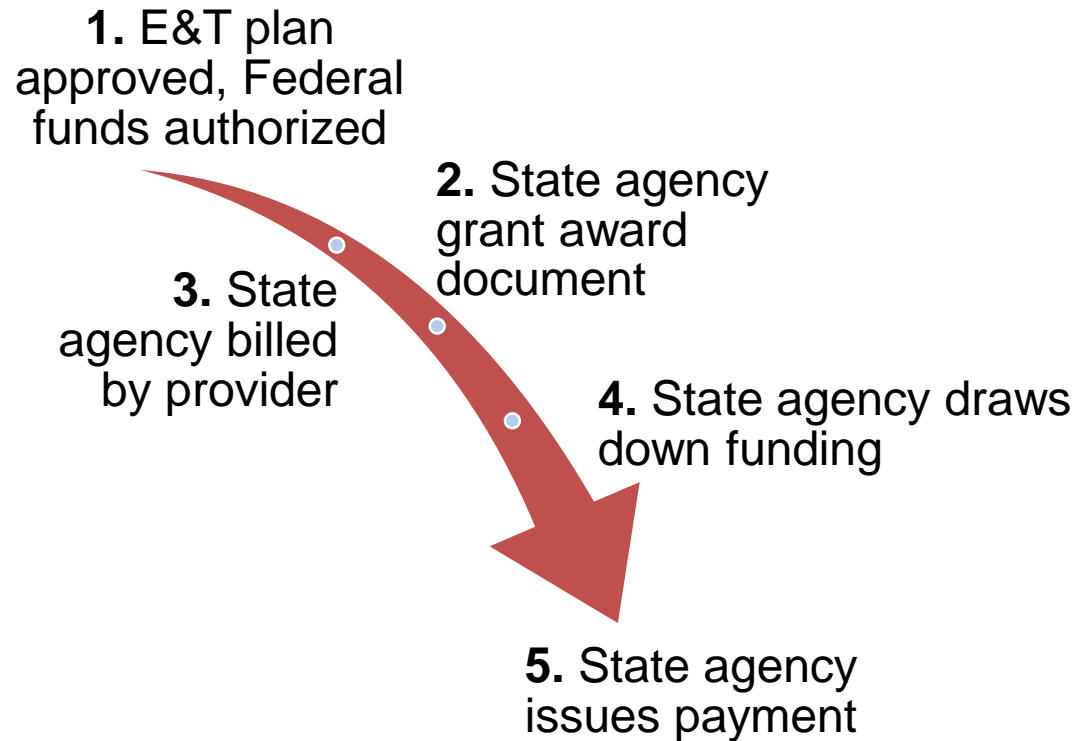 1. E&T plan
approved, Federal
funds authorized
2. State agency
grant award
document
3. State
agency billed
by provider
4. State agency draws
down funding
5. State agency
issues payment